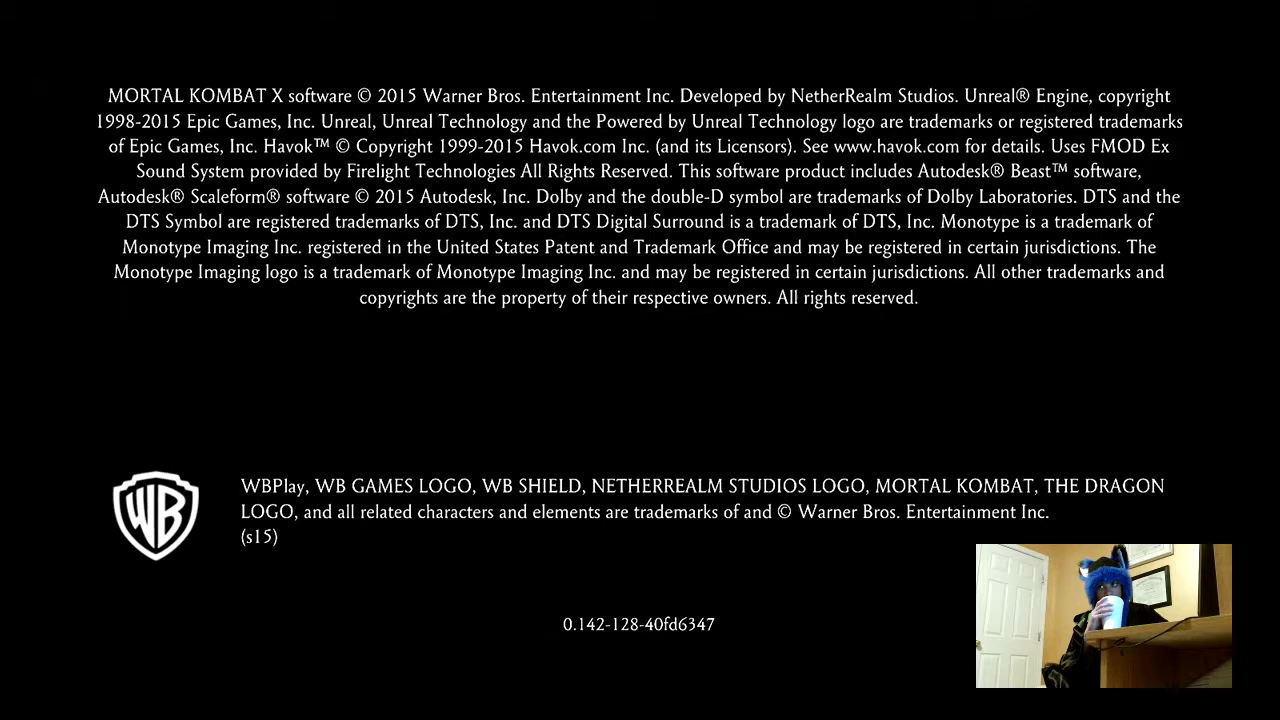 MORTAL KOMBAT X software © 2015 Warner Bros. Entertainment Inc. Developed by NetherRealm Studios. Unreal® Engine, copyright
1998-2015 Epic Games, Inc. Unreal, Unreal Technology and the Powered by Unreal Technology logo are trademarks or registered trademarks
of Epic Games, Inc. Havok™ © Copyright 1999-2015 Havok.com Inc. (and its Licensors). See www.havok.com for details. Uses FMOD Ex
Sound System provided by Firelight Technologies All Rights Reserved. This software product includes Autodesk® Beast™ software,
Autodesk® Scaleform® software © 2015 Autodesk, Inc. Dolby and the double-D symbol are trademarks of Dolby Laboratories. DTS and the
DTS Symbol are registered trademarks of DTS, Inc. and DTS Digital Surround is a trademark of DTS, Inc. Monotype is a trademark of
Monotype Imaging Inc. registered in the United States Patent and Trademark Office and may be registered in certain jurisdictions. The
Monotype Imaging logo is a trademark of Monotype Imaging Inc. and may be registered in certain jurisdictions. All other trademarks and
copyrights are the property of their respective owners. All rights reserved.
WB
WBPlay, WB GAMES LOGO, WB SHIELD, NETHERREALM STUDIOS LOGO, MORTAL KOMBAT, THE DRAGON
LOGO, and all related characters and elements are trademarks of and © Warner Bros. Entertainment Inc.
(s15)
0.142-128-40fd6347